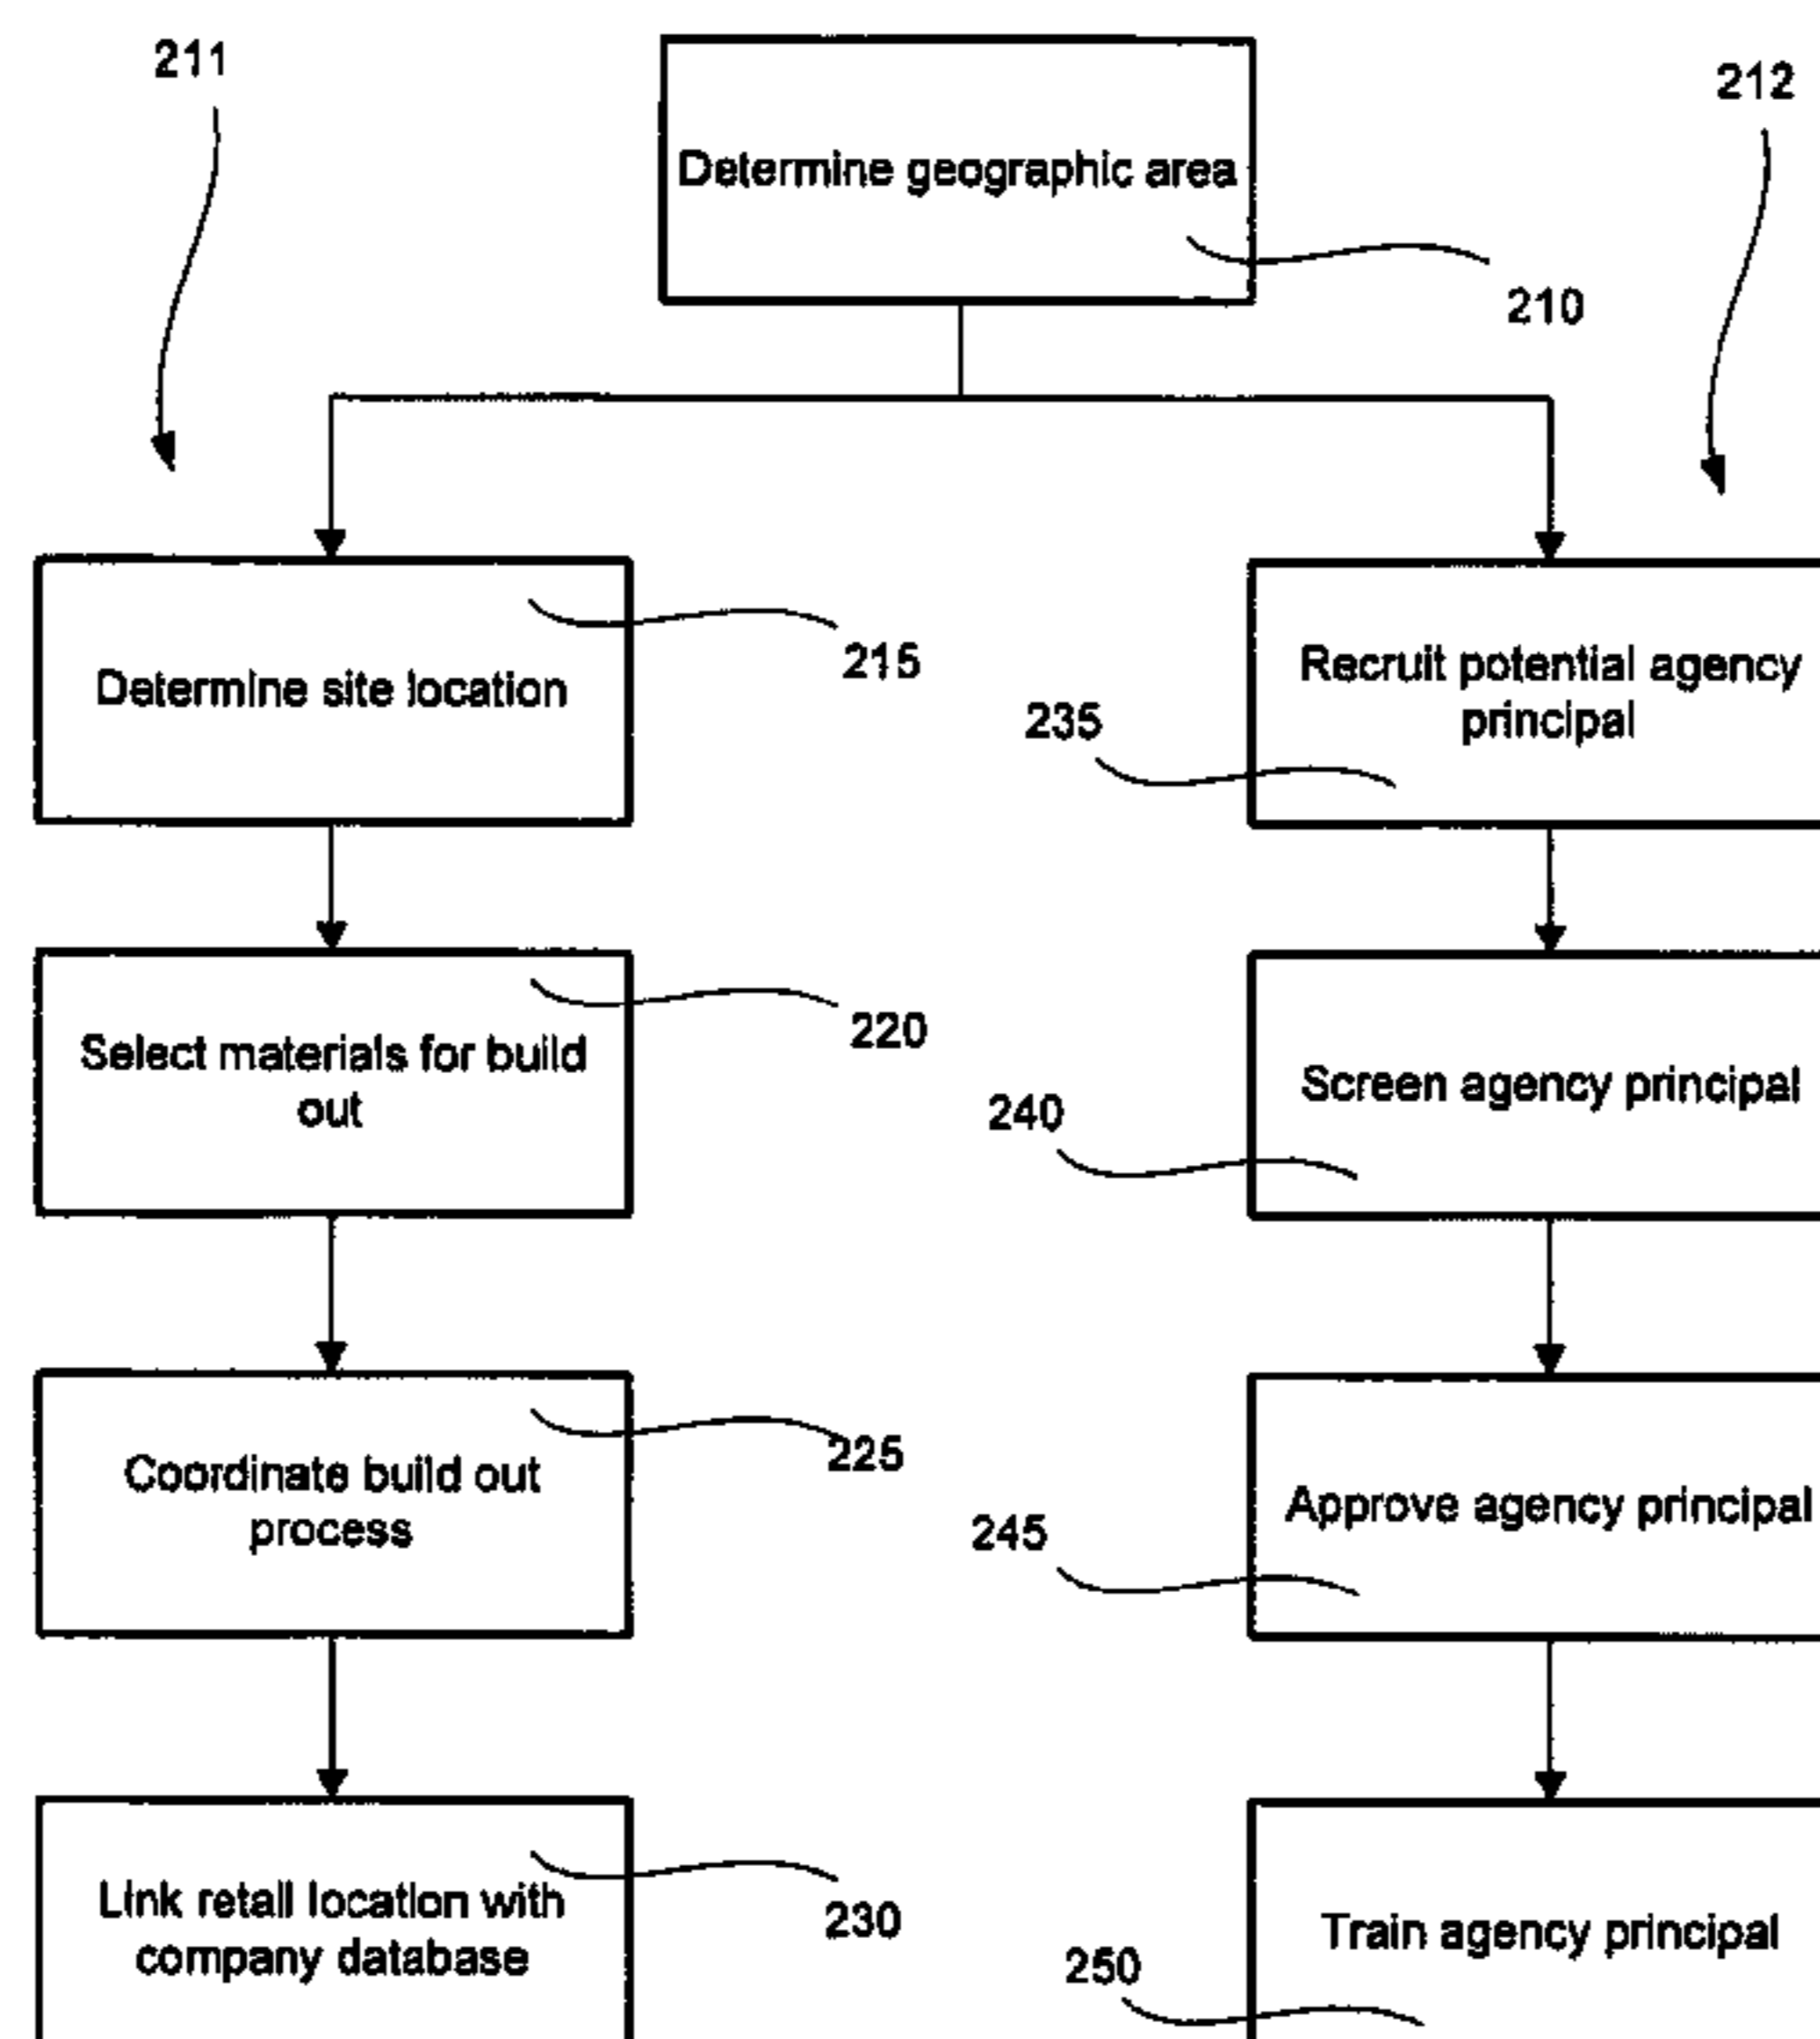 211
212
Determine geographic area
210
Determine site location
215
Recruit potential agency
principal
235
Select materials for build
out
220
Screen agency principal
240
Coordinate build out
process
225
Approve agency principal
245
Link retail location with
company database
230
Train agency principal
250